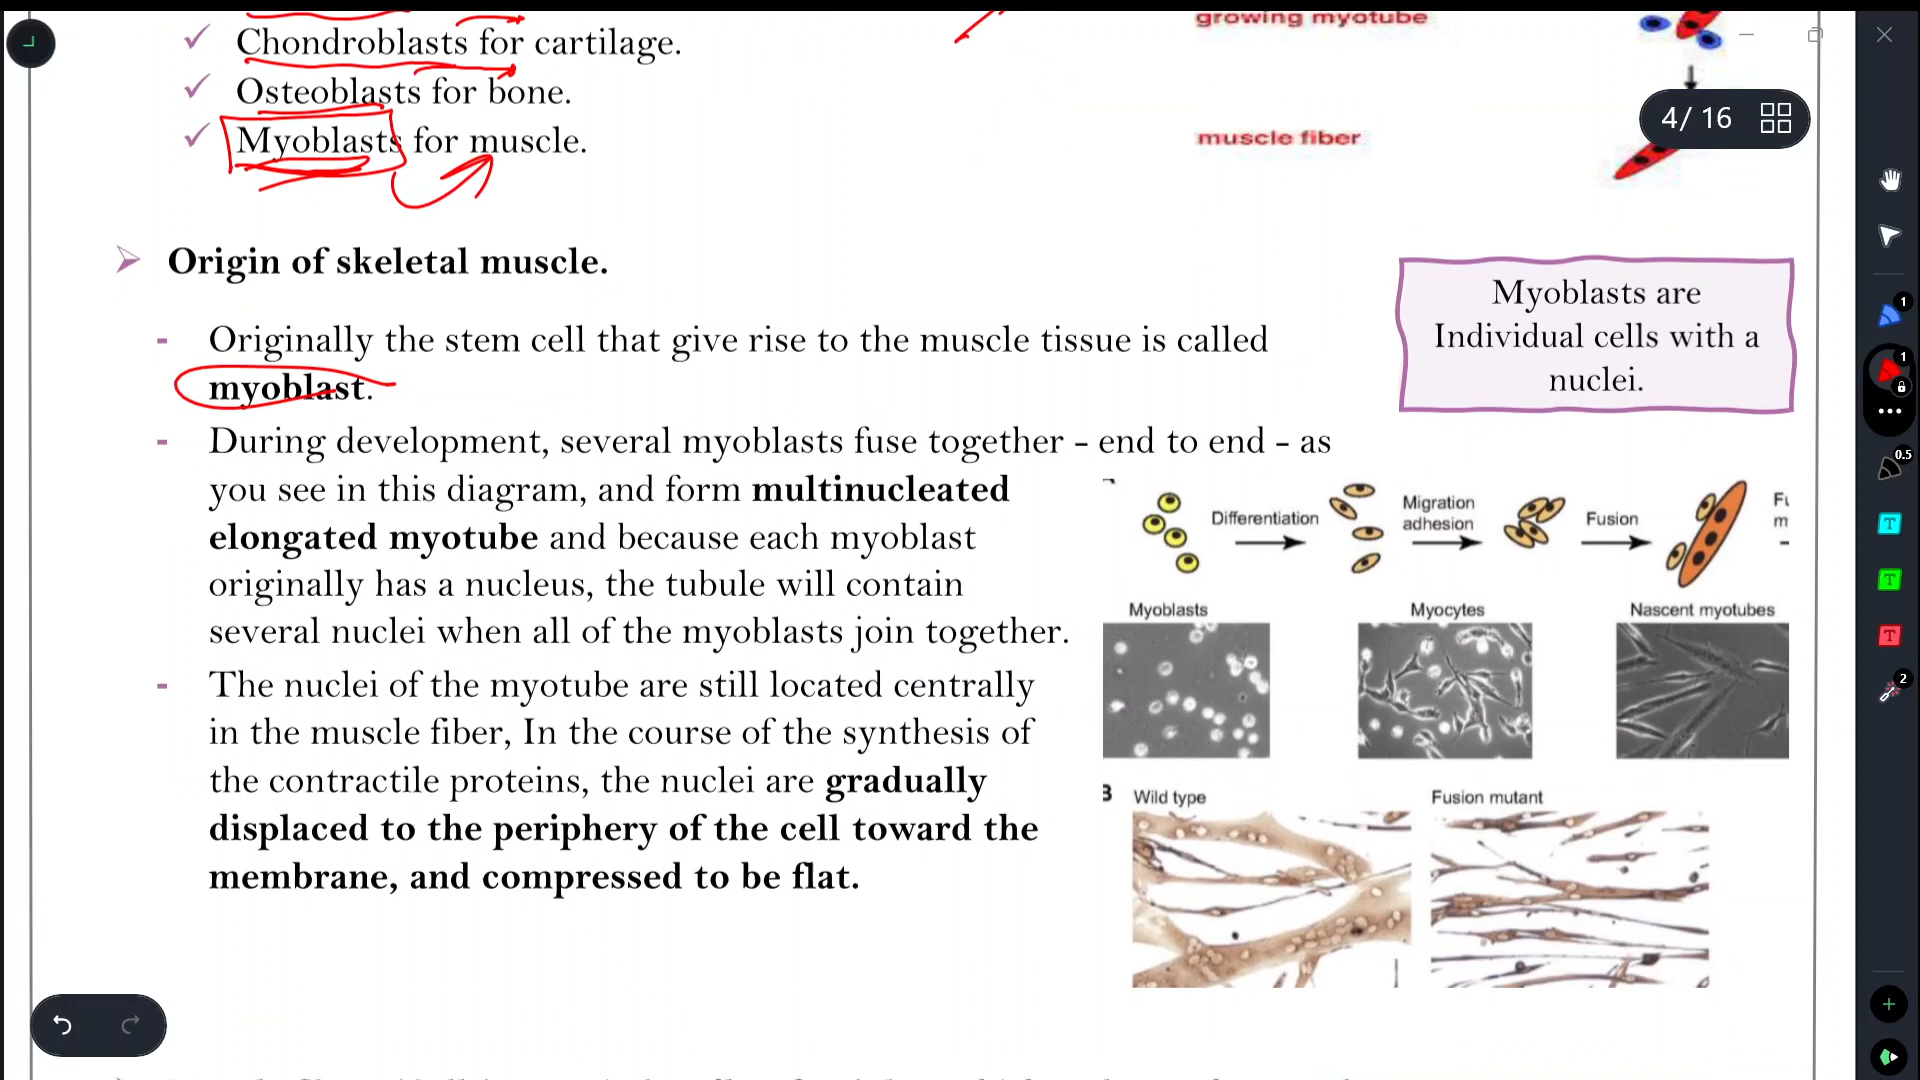 growing myotube
Chondroblasts for cartilage.
Osteoblasts for bone.
4/ 16
Myoblasts for muscle.
muscle fiber
Origin of skeletal muscle.
Myoblasts are
Individual cells with a
nuclei.
- Originally the stem cell that give rise to the muscle tissue is called
myoblast.
- During development, several myoblasts fuse together - end to end - as
you see in this diagram, and form multinucleated
elongated myotube and because each myoblast
originally has a nucleus, the tubule will contain
several nuclei when all of the myoblasts join together.
- The nuclei of the myotube are still located centrally
in the muscle fiber, In the course of the synthesis of
the contractile proteins, the nuclei are gradually
displaced to the periphery of the cell toward the
membrane, and compressed to be flat.
Differentiation
Migration
adhesion
Fusion
Myoblasts
Myocytes
Nascent myotubes
Wild type
Fusion mutant
1
1
0.5
T
T
T
2